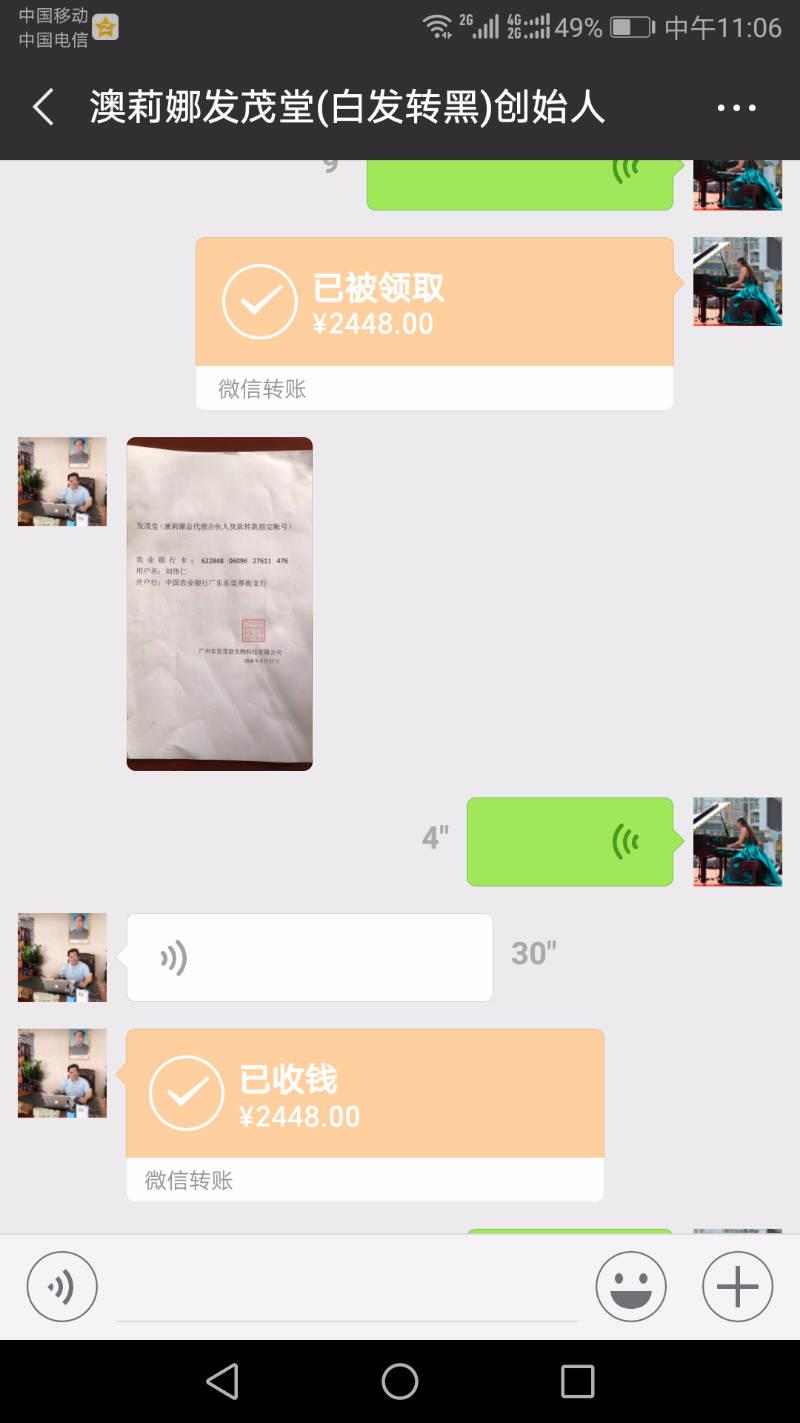 中国移动
中国电信
2G
4G
2G
49%
中午11:06
澳莉娜发茂堂(白发转黑)创始人
9
已被领取
¥2448.00
微信转账
发茂堂(澳莉娜总代理合伙人货款转款指定帐号)
农业银行卡：622848 06096 27611 476
用户名：刘伟仁
开户行：中国农业银行广东东莞厚街支行
广州市发茂堂生物科技有限公司
4"
30"
已收钱
¥2448.00
微信转账